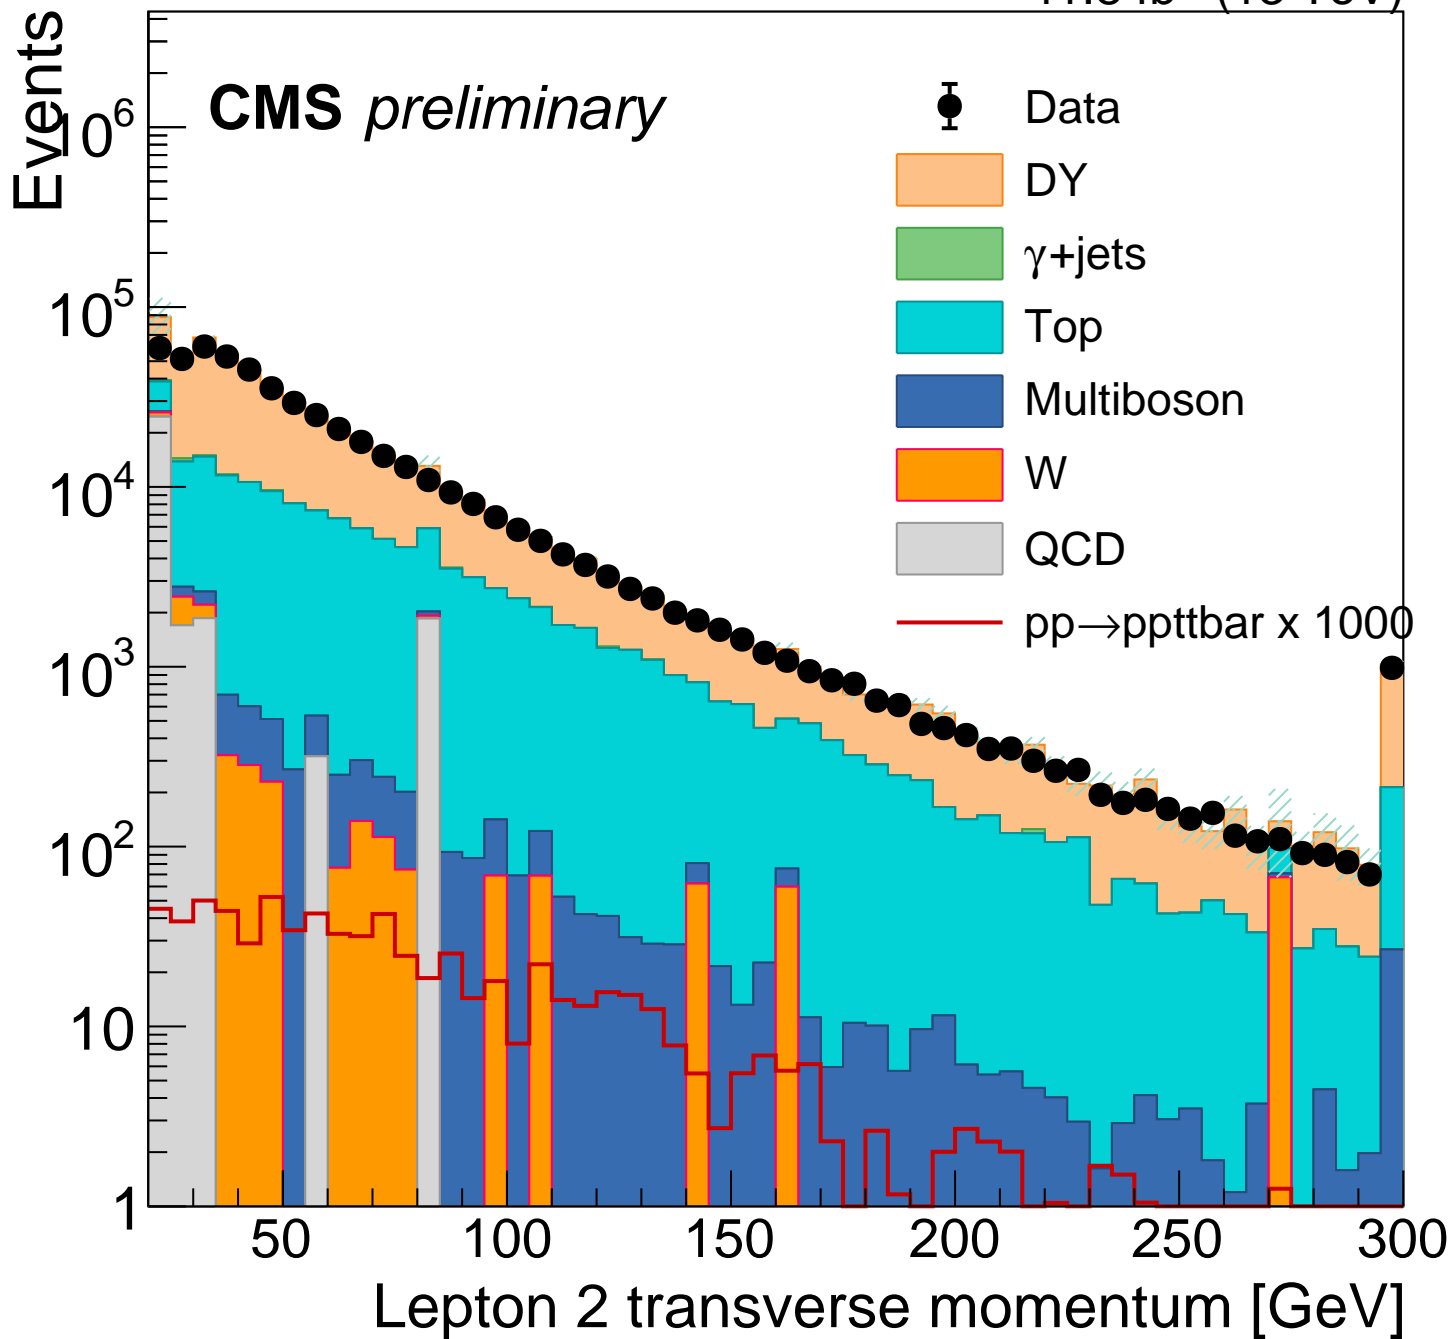 Events
CMS preliminary
Data
DY
γ+jets
Top
Multiboson
W
QCD
pp→ppttbar x 1000
10⁶
10⁵
10⁴
10³
10²
10
1
50 100 150 200 250 300
Lepton 2 transverse momentum [GeV]